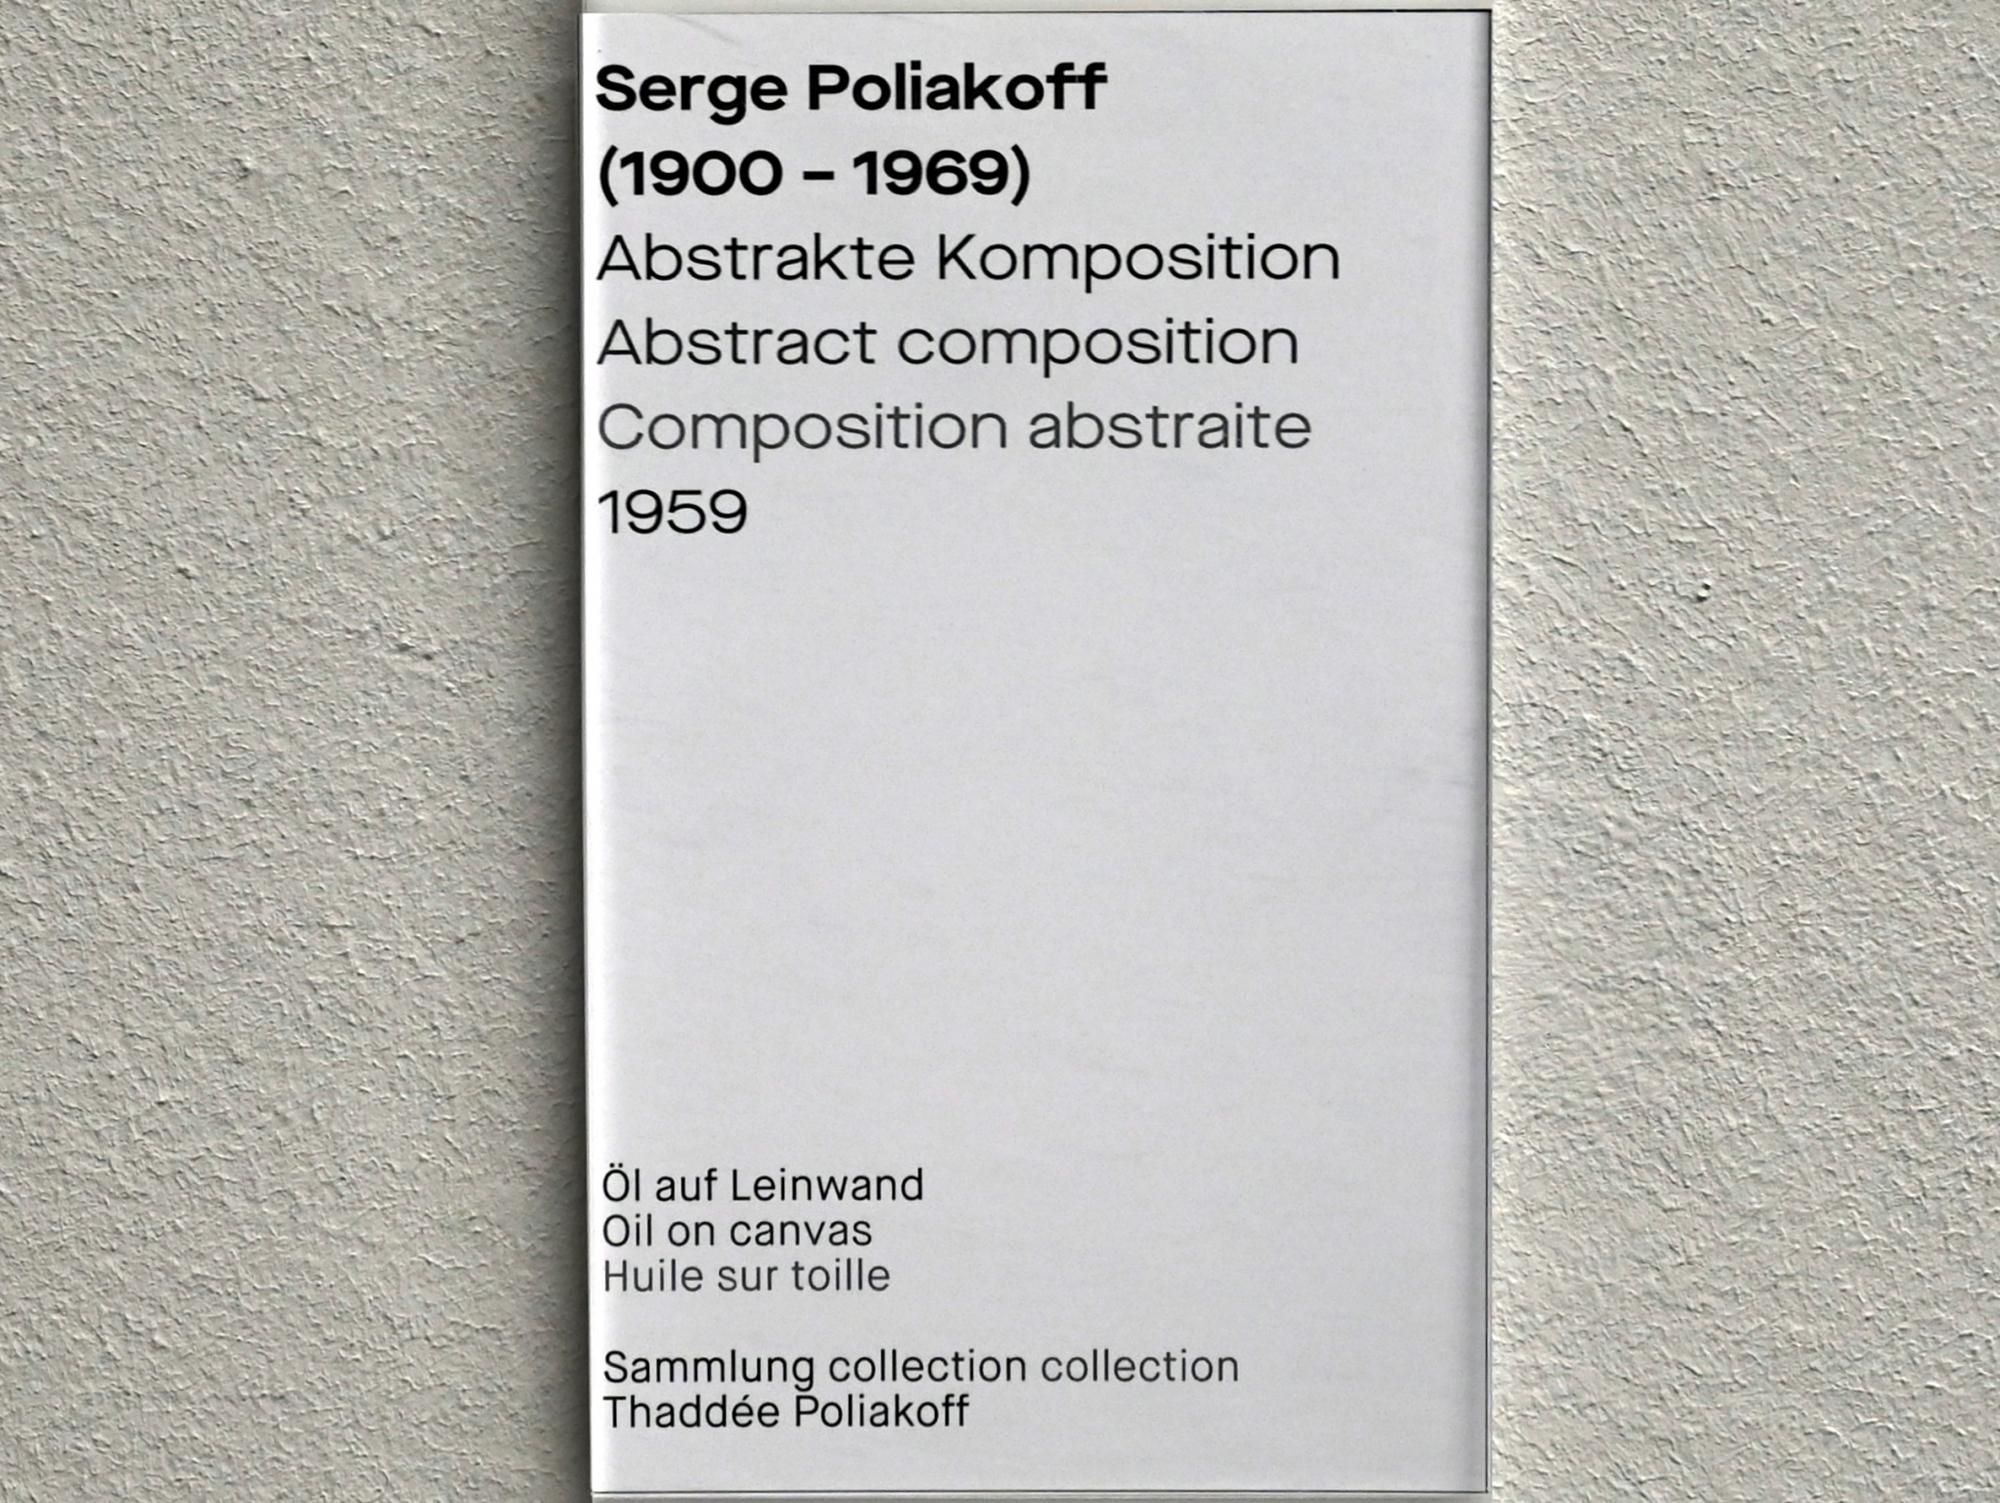 Serge Poliakoff
(1900 – 1969)
Abstrakte Komposition
Abstract composition
Composition abstraite
1959
Öl auf Leinwand
Oil on canvas
Huile sur toille
Sammlung collection collection
Thaddée Poliakoff